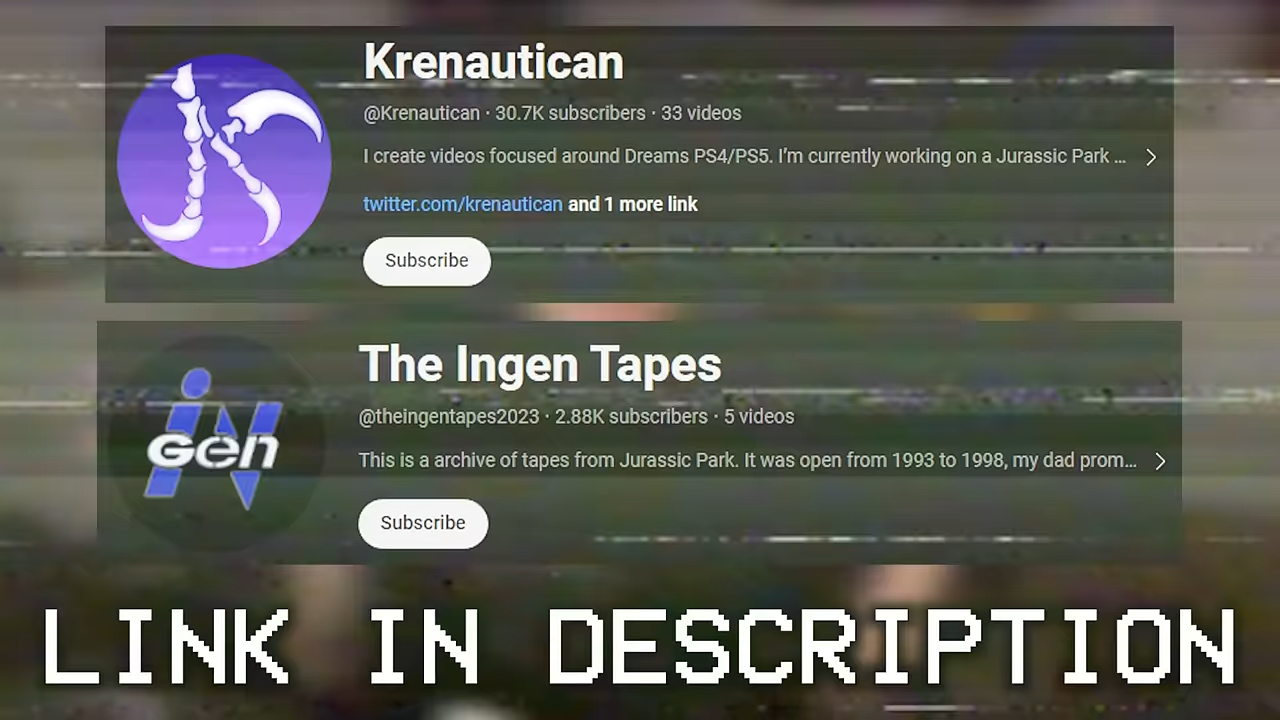 Krenautican
@Krenautican · 30.7K subscribers · 33 videos
I create videos focused around Dreams PS4/PS5. I'm currently working on a Jurassic Park ...
twitter.com/krenautican and 1 more link
Subscribe
The Ingen Tapes
@theingentapes2023 · 2.88K subscribers · 5 videos
iN
Gen
This is a archive of tapes from Jurassic Park. It was open from 1993 to 1998, my dad prom...
Subscribe
LINK IN DESCRIPTION